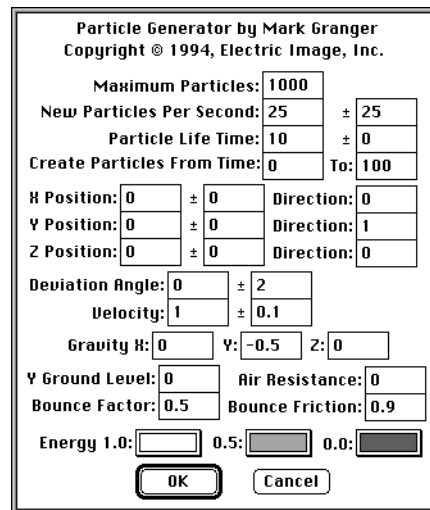 Particle Generator by Mark Granger
Copyright © 1994, Electric Image, Inc.
Maximum Particles: 1000
New Particles Per Second: 25 ± 25
Particle Life Time: 10 ± 0
Create Particles From Time: 0 To: 100
X Position: 0 ± 0 Direction: 0
Y Position: 0 ± 0 Direction: 1
Z Position: 0 ± 0 Direction: 0
Deviation Angle: 0 ± 2
Velocity: 1 ± 0.1
Gravity X: 0 Y: -0.5 Z: 0
Y Ground Level: 0 Air Resistance: 0
Bounce Factor: 0.5 Bounce Friction: 0.9
Energy 1.0: 0.5: 0.0:
OK Cancel